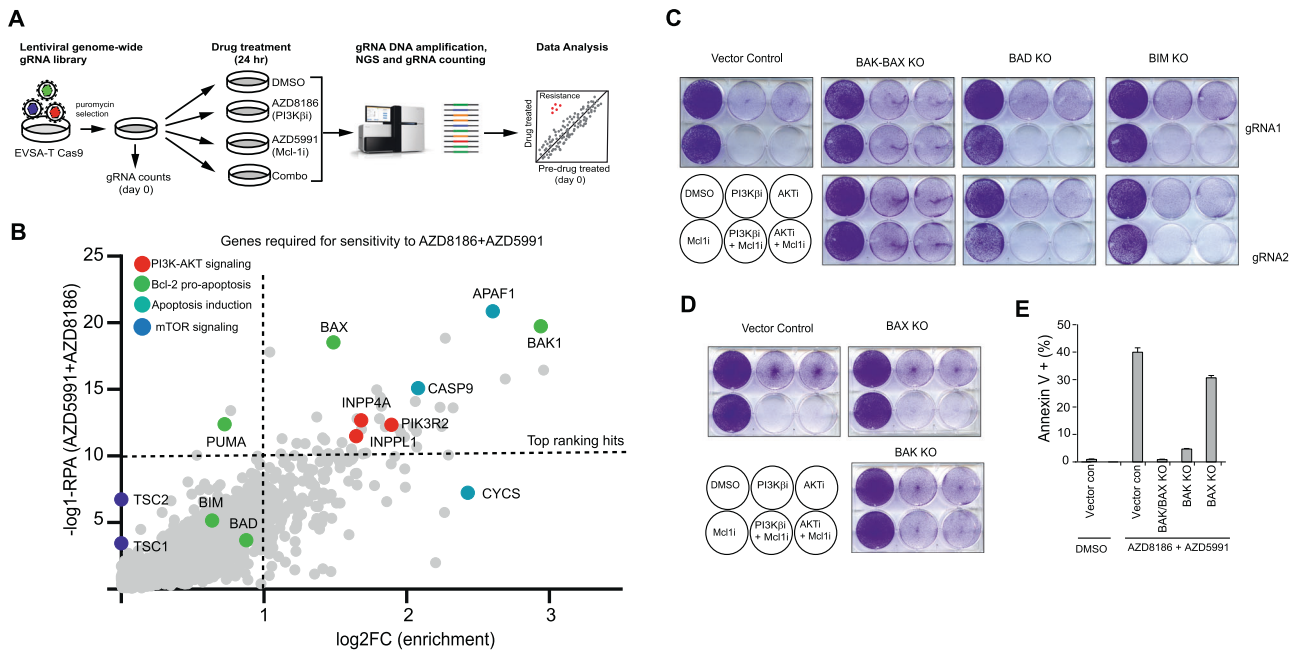 A
Lentiviral genome-wide
gRNA library
Drug treatment
(24 hr)
gRNA DNA amplification,
NGS and gRNA counting
Data Analysis
puromycin
selection
EVSA-T Cas9
gRNA counts
(day 0)
DMSO
AZD8186
(PI3Kβi)
AZD5991
(Mcl-1i)
Combo
Resistance
Drug treated
Pre-drug treated
(day 0)
B
Genes required for sensitivity to AZD8186+AZD5991
PI3K-AKT signaling
Bcl-2 pro-apoptosis
Apoptosis induction
mTOR signaling
-log1-RPA (AZD5991+AZD8186)
25
20
15
10
5
1
2
3
log2FC (enrichment)
APAF1
BAX
BAK1
CASP9
INPP4A
PIK3R2
INPPL1
PUMA
Top ranking hits
CYCS
TSC2
BIM
BAD
TSC1
C
Vector Control
BAK-BAX KO
BAD KO
BIM KO
gRNA1
DMSO
PI3Kβi
AKTi
Mcl1i
PI3Kβi
+ Mcl1i
AKTi
+ Mcl1i
gRNA2
D
Vector Control
BAX KO
BAK KO
DMSO
PI3Kβi
AKTi
Mcl1i
PI3Kβi
+ Mcl1i
AKTi
+ Mcl1i
E
Annexin V + (%)
50
40
30
20
10
0
Vector con
Vector con
BAK/BAX KO
BAK KO
BAX KO
DMSO
AZD8186 + AZD5991